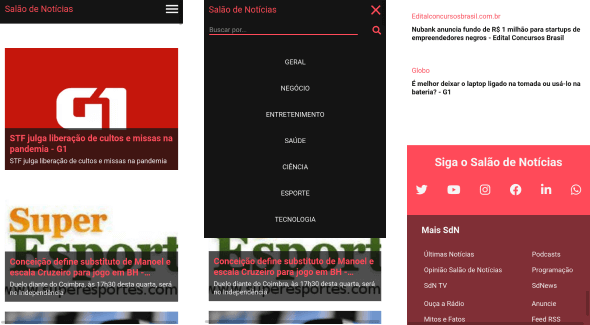 Salão de Notícias
G1
STF julga liberação de cultos e missas na
pandemia - G1
STF julga liberação de cultos e missas na pandemia
Super
Esport
Conceição define substituto de Manoel e
escala Cruzeiro para jogo em BH -...
Duelo diante do Coimbra, às 17h30 desta quarta, será
no Independência
Salão de Notícias
Buscar por...
GERAL
NEGÓCIO
ENTRETENIMENTO
SAÚDE
CIÊNCIA
ESPORTE
TECNOLOGIA
Esport
Conceição define substituto de Manoel e
escala Cruzeiro para jogo em BH -...
Duelo diante do Coimbra, às 17h30 desta quarta, será
no Independência
Editalconcursosbrasil.com.br
Nubank anuncia fundo de R$ 1 milhão para startups de
empreendedores negros - Edital Concursos Brasil
Globo
É melhor deixar o laptop ligado na tomada ou usá-lo na
bateria? - G1
Siga o Salão de Notícias
Mais SdN
Últimas Notícias
Podcasts
Opinião Salão de Notícias
Programação
SdN TV
SdNews
Ouça a Rádio
Anuncie
Mitos e Fatos
Feed RSS